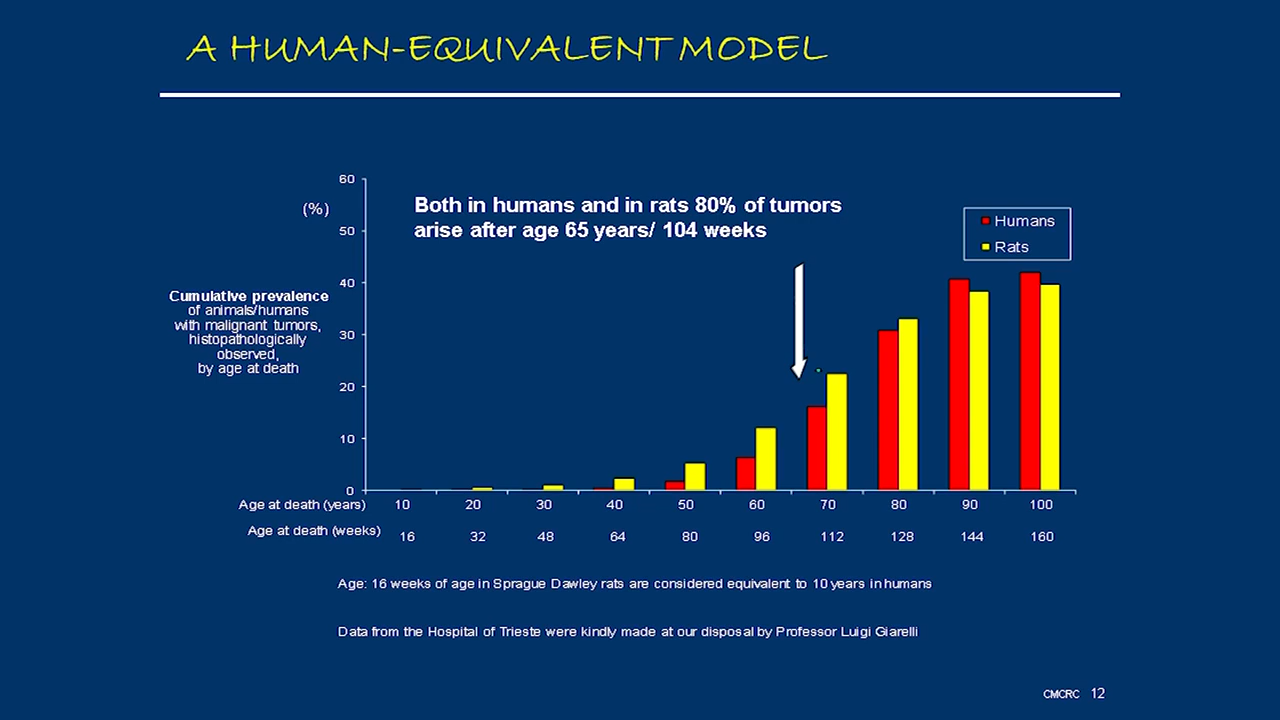 A HUMAN-EQUIVALENT MODEL
60
(%)
Both in humans and in rats 80% of tumors
arise after age 65 years/ 104 weeks
Humans
Rats
50
40
Cumulative prevalence
of animals/humans
with malignant tumors,
histopathologically
observed,
by age at death
30
20
10
0
Age at death (years) 10 20 30 40 50 60 70 80 90 100
Age at death (weeks) 16 32 48 64 80 96 112 128 144 160
Age: 16 weeks of age in Sprague Dawley rats are considered equivalent to 10 years in humans
Data from the Hospital of Trieste were kindly made at our disposal by Professor Luigi Giarelli
CMCRC 12